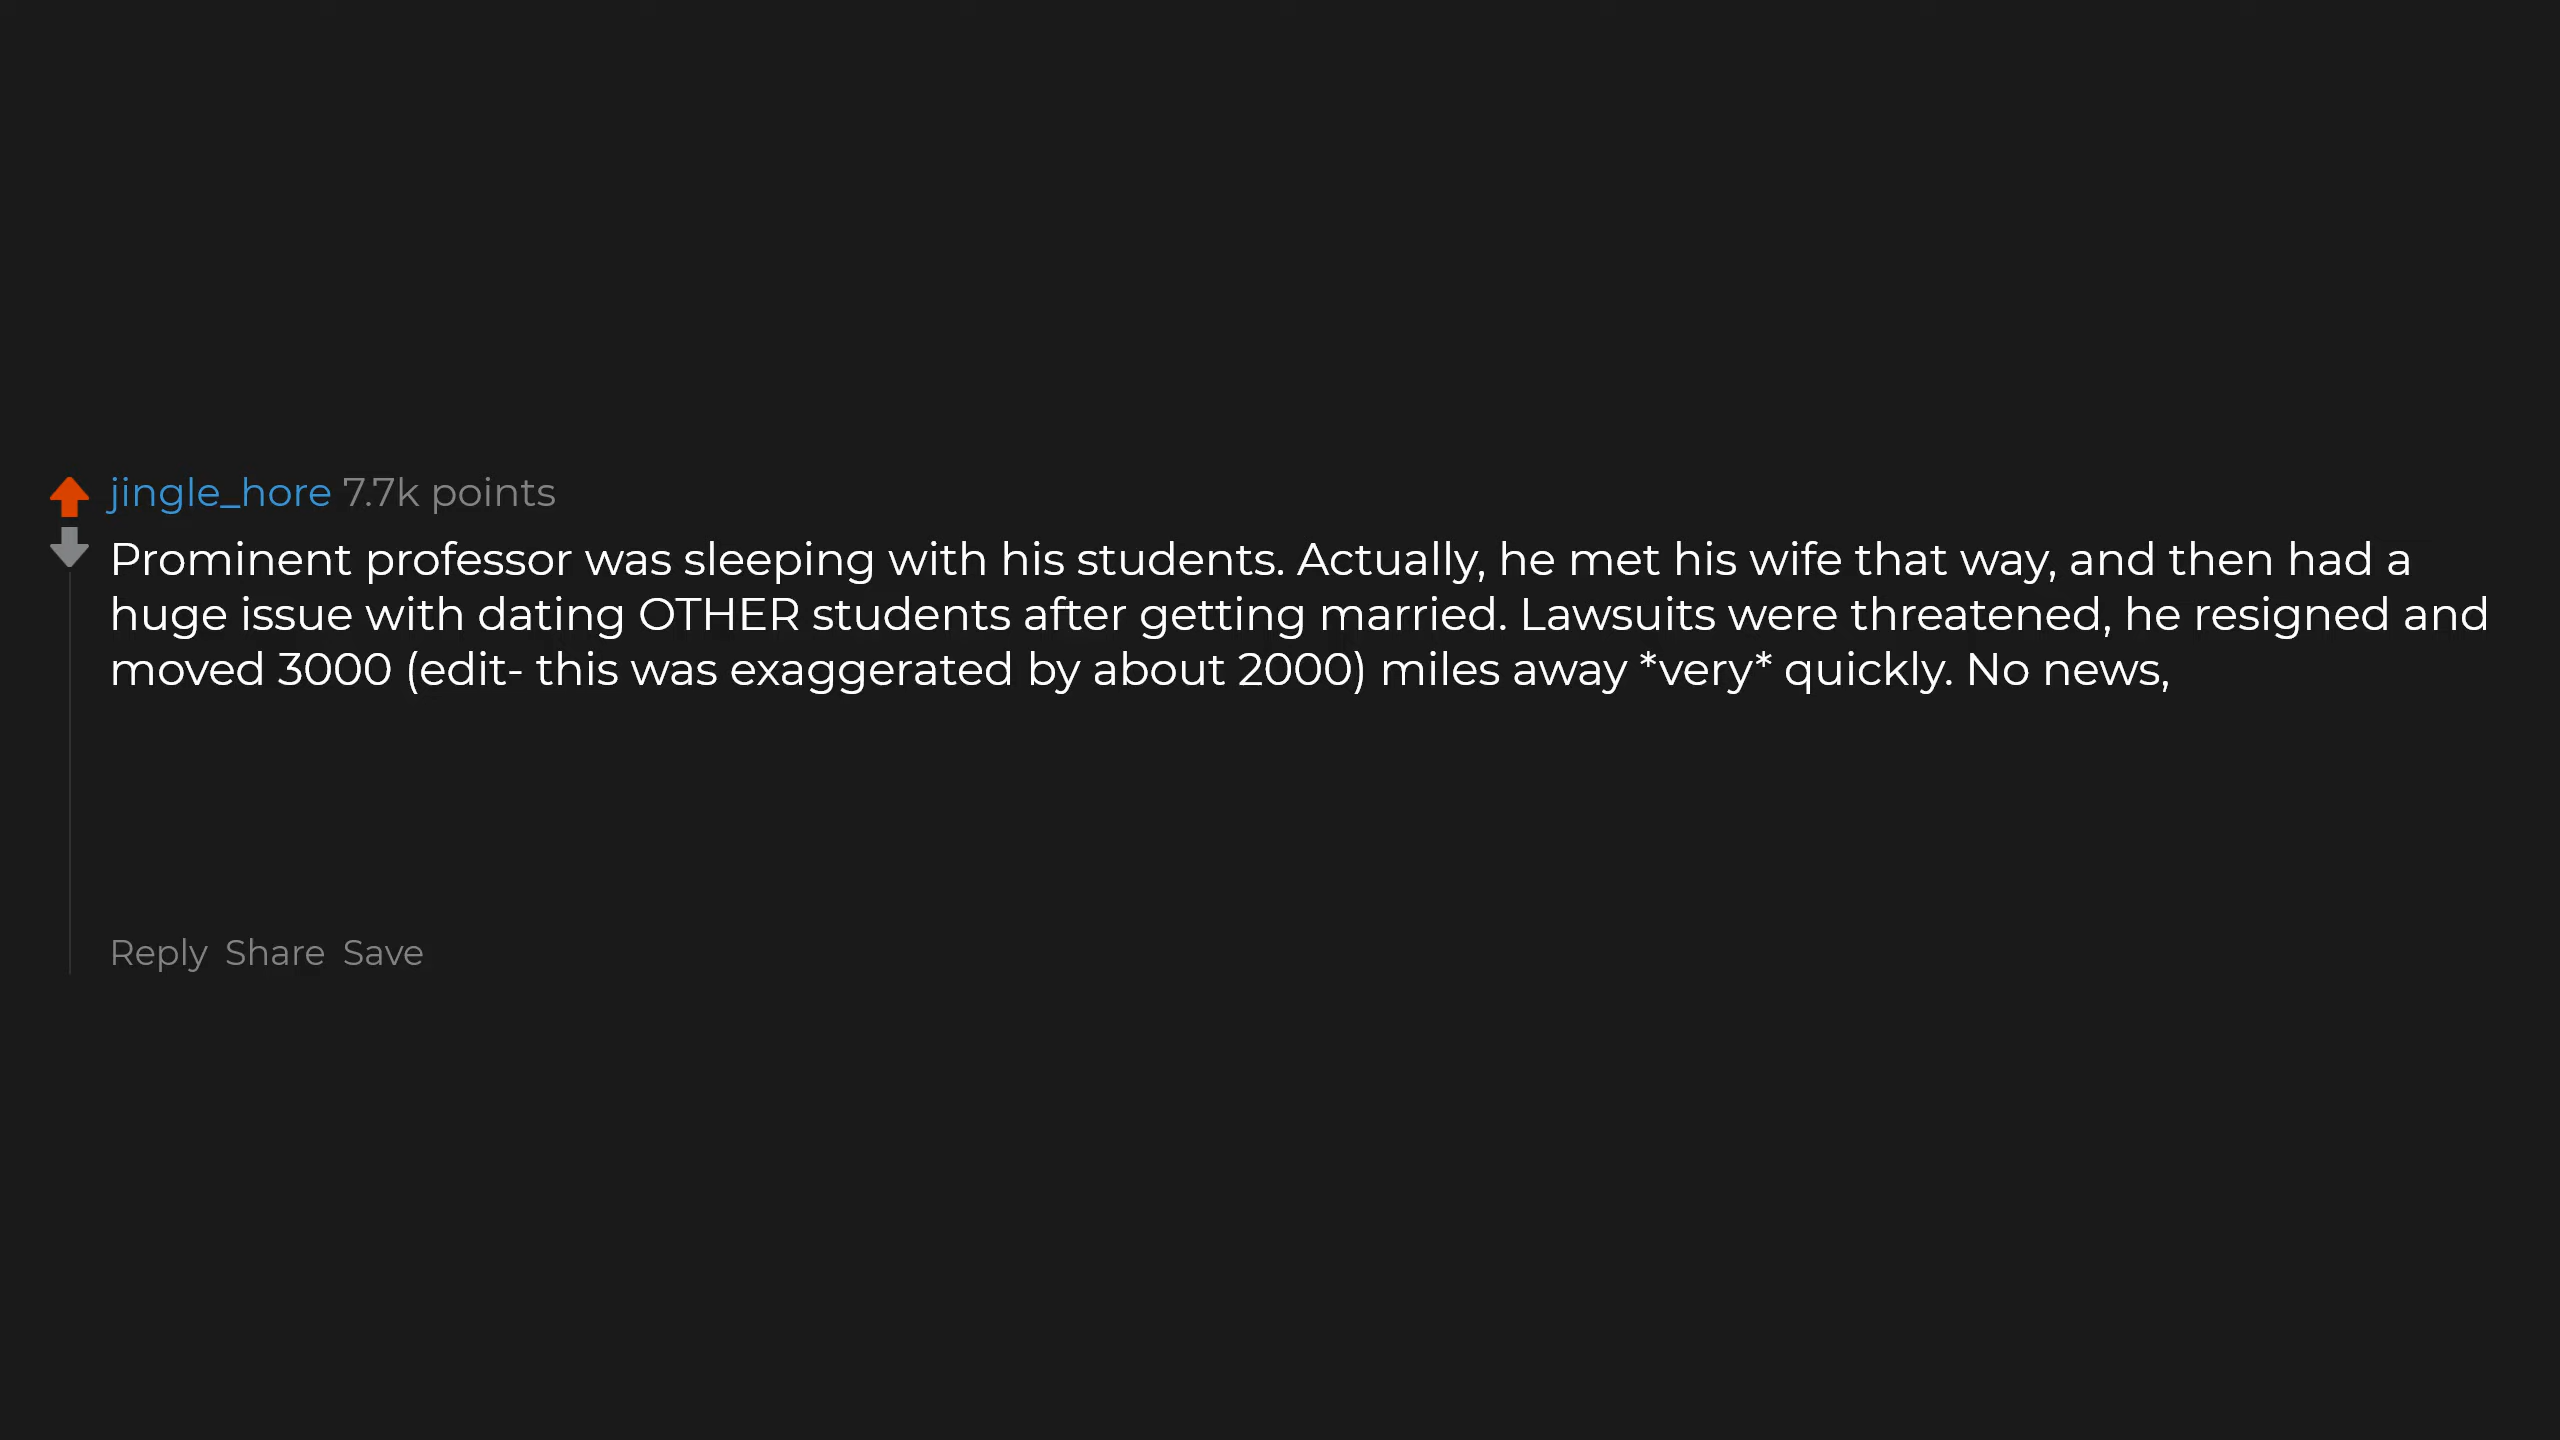 jingle_hore 7.7k points
Prominent professor was sleeping with his students. Actually, he met his wife that way, and then had a
huge issue with dating OTHER students after getting married. Lawsuits were threatened, he resigned and
moved 3000 (edit- this was exaggerated by about 2000) miles away *very* quickly. No news,
Reply Share Save